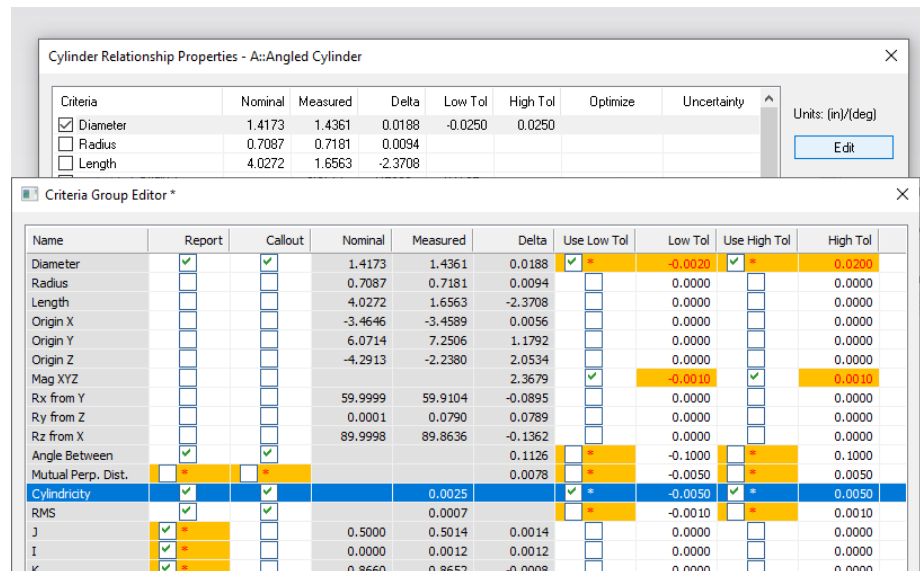 Cylinder Relationship Properties - A::Angled Cylinder
Criteria Nominal Measured Delta Low Tol High Tol Optimize Uncertainty
Units: (in)/(deg)
Diameter 1.4173 1.4361 0.0188 -0.0250 0.0250
Edit
Radius 0.7087 0.7181 0.0094
Length 4.0272 1.6563 -2.3708
Criteria Group Editor *
Name Report Callout Nominal Measured Delta Use Low Tol Low Tol Use High Tol High Tol
Diameter 1.4173 1.4361 0.0188 * -0.0020 * 0.0200
Radius 0.7087 0.7181 0.0094 0.0000 0.0000
Length 4.0272 1.6563 -2.3708 0.0000 0.0000
Origin X -3.4646 -3.4589 0.0056 0.0000 0.0000
Origin Y 6.0714 7.2506 1.1792 0.0000 0.0000
Origin Z -4.2913 -2.2380 2.0534 0.0000 0.0000
Mag XYZ 2.3679 -0.0010 0.0010
Rx from Y 59.9999 59.9104 -0.0895 0.0000 0.0000
Ry from Z 0.0001 0.0790 0.0789 0.0000 0.0000
Rz from X 89.9998 89.8636 -0.1362 0.0000 0.0000
Angle Between 0.1126 * -0.1000 * 0.1000
Mutual Perp. Dist. * * 0.0078 * -0.0050 * 0.0050
Cylindricity 0.0025 * -0.0050 * 0.0050
RMS 0.0007 * -0.0010 * 0.0010
J * 0.5000 0.5014 0.0014 0.0000 0.0000
I * 0.0000 0.0012 0.0012 0.0000 0.0000
K * 0.8660 0.8652 -0.0008 0.0000 0.0000